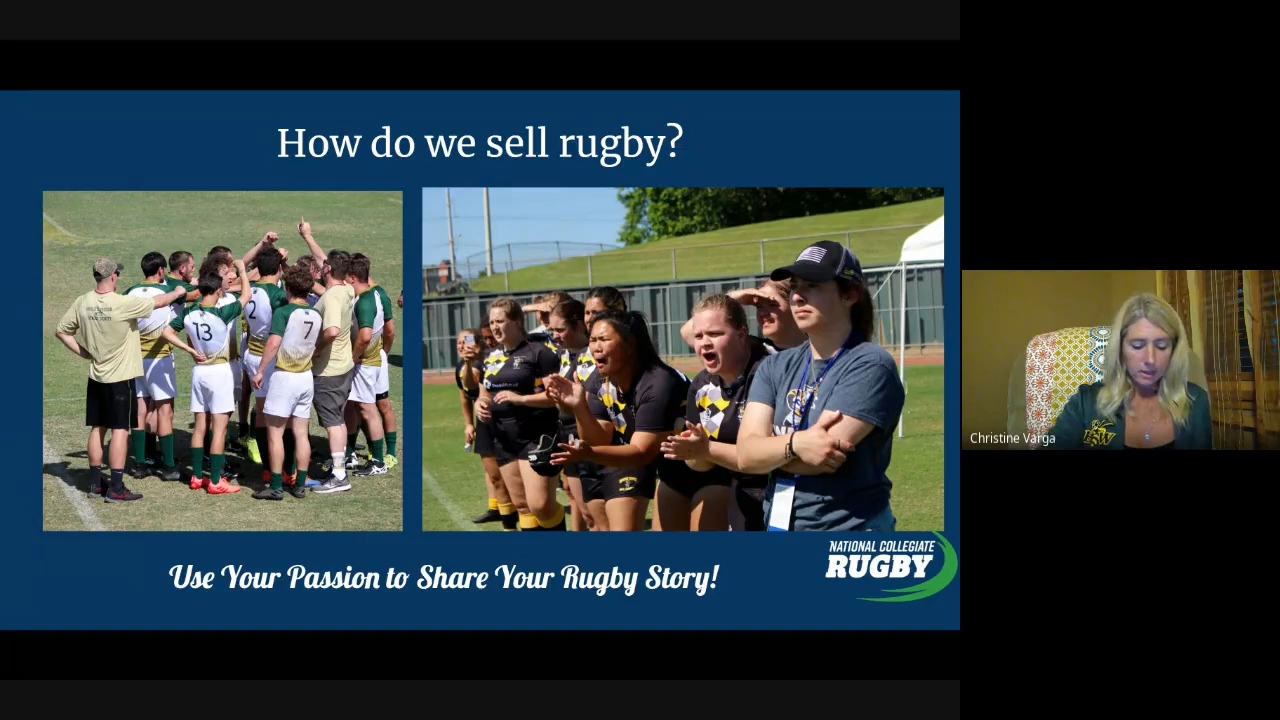 How do we sell rugby?
13
2
7
Use Your Passion to Share Your Rugby Story!
NATIONAL COLLEGIATE
RUGBY
Christine Varga